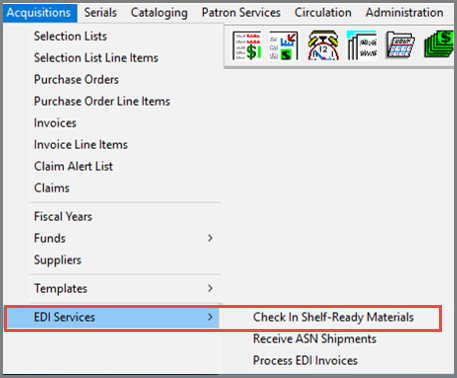 Acquisitions Serials Cataloging Patron Services Circulation Administration
Selection Lists
Selection List Line Items
Purchase Orders
Purchase Order Line Items
Invoices
Invoice Line Items
Claim Alert List
Claims
Fiscal Years
Funds
Suppliers
Templates
EDI Services
Check In Shelf-Ready Materials
Receive ASN Shipments
Process EDI Invoices